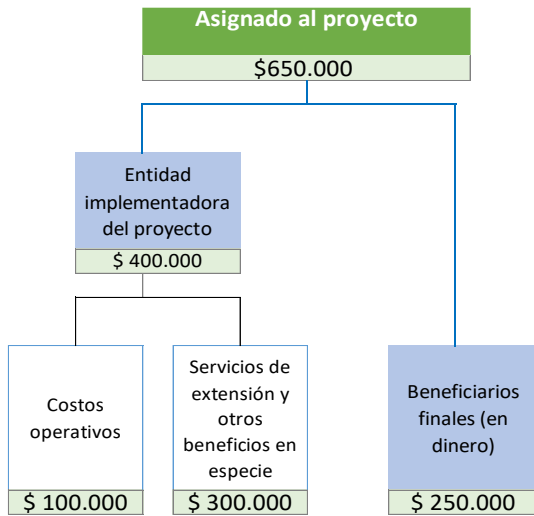 Asignado al proyecto
$650.000
Entidad
implementadora
del proyecto
$ 400.000
Costos
operativos
$ 100.000
Servicios de
extensión y
otros
beneficios en
especie
$ 300.000
Beneficiarios
finales (en
dinero)
$ 250.000